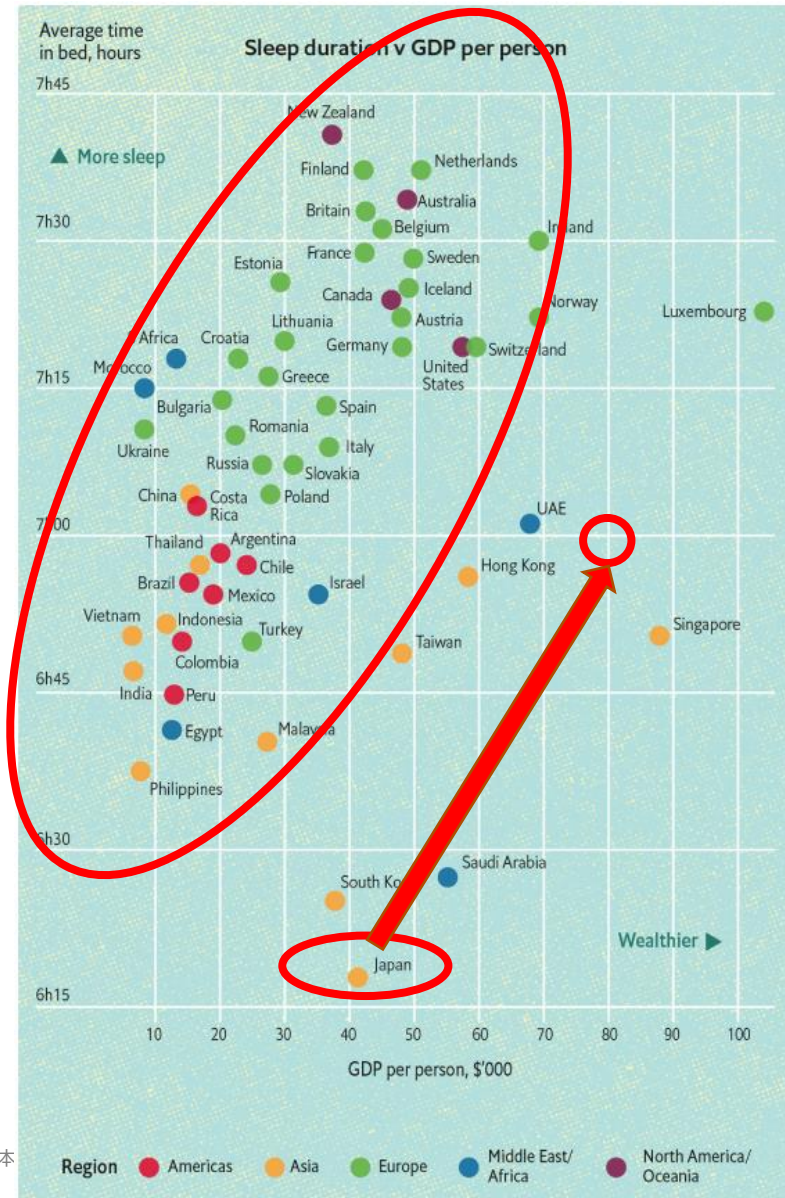 Average time
in bed, hours
Sleep duration v GDP per person
7h45
New Zealand
▲ More sleep
Finland
Netherlands
Australia
Britain
Belgium
7h30
Ireland
France
Sweden
Estonia
Iceland
Canada
Norway
Luxembourg
Lithuania
Austria
S Africa
Croatia
Germany
Switzerland
Morocco
United
States
Greece
7h15
Bulgaria
Spain
Romania
Ukraine
Italy
Russia
Slovakia
China
Costa
Rica
Poland
UAE
7h00
Thailand
Argentina
Chile
Hong Kong
Brazil
Israel
Mexico
Vietnam
Indonesia
Turkey
Singapore
Taiwan
Colombia
6h45
India
Peru
Egypt
Malaysia
Philippines
6h30
Saudi Arabia
South Ko
Wealthier ▶
Japan
6h15
10 20 30 40 50 60 70 80 90 100
GDP per person, $'000
本
Region Americas Asia Europe Middle East/
Africa North America/
Oceania